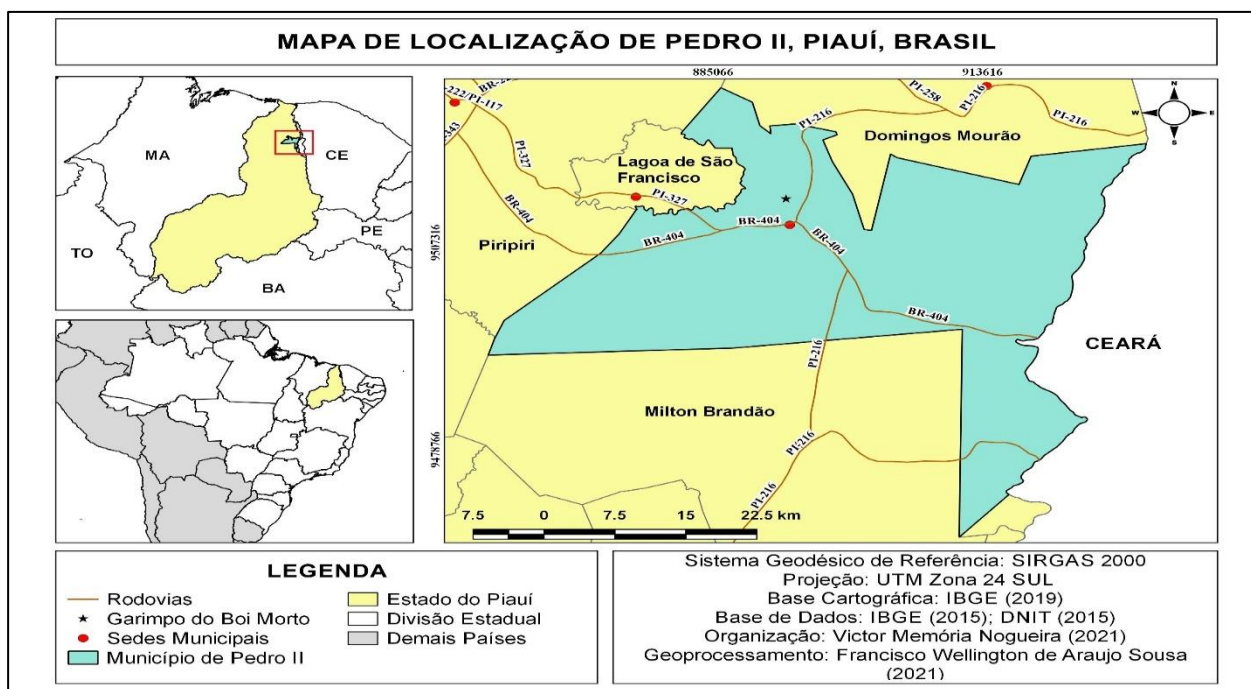 MAPA DE LOCALIZAÇÃO DE PEDRO II, PIAUÍ, BRASIL
MA
CE
PE
TO
BA
885066
913616
9507316
9478766
BR-2
-222/PI-117
343
PI-327
BR-404
Lagoa de São
Francisco
PI-327
Piripiri
BR-404
BR-404
BR-404
BR-404
PI-216
PI-258
PI-216
PI-216
Domingos Mourão
N
W
E
S
CEARÁ
PI-216
Milton Brandão
PI-216
PI-216
7.5 0 7.5 15 22.5 km
LEGENDA
Rodovias
Garimpo do Boi Morto
Sedes Municipais
Município de Pedro II
Estado do Piauí
Divisão Estadual
Demais Países
Sistema Geodésico de Referência: SIRGAS 2000
Projeção: UTM Zona 24 SUL
Base Cartográfica: IBGE (2019)
Base de Dados: IBGE (2015); DNIT (2015)
Organização: Victor Memória Nogueira (2021)
Geoprocessamento: Francisco Wellington de Araujo Sousa
(2021)